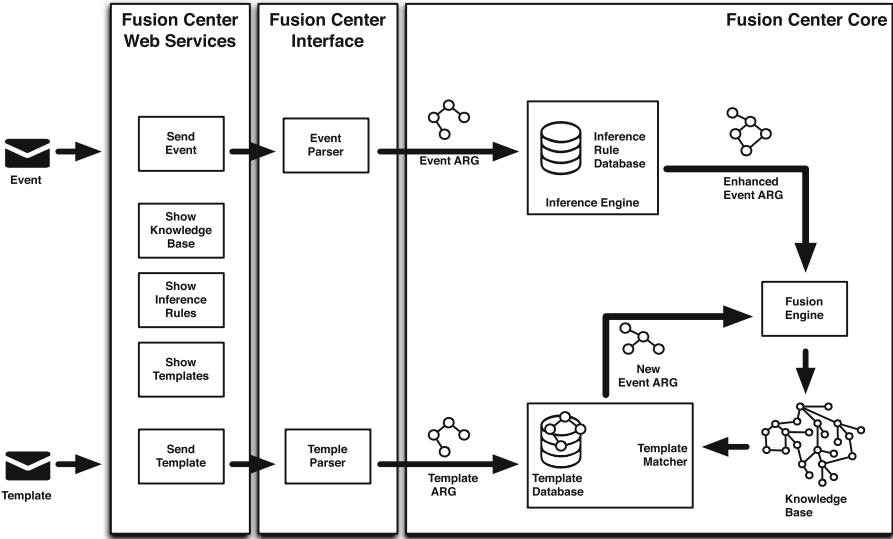 Fusion Center
Web Services
Fusion Center
Interface
Fusion Center Core
Event
Send
Event
Event
Parser
Event ARG
Inference
Rule
Database
Inference Engine
Enhanced
Event ARG
Show
Knowledge
Base
Show
Inference
Rules
Show
Templates
Fusion
Engine
New
Event ARG
Template
Send
Template
Temple
Parser
Template
ARG
Template
Database
Template
Matcher
Knowledge
Base